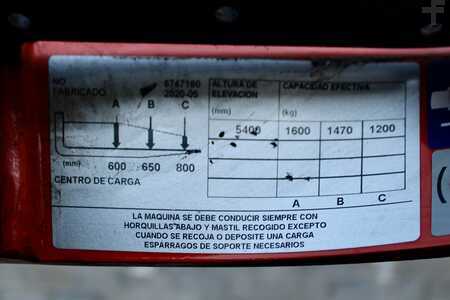 NO 6747160
FABRICADO 2020-05
A B C
(mm) 600 650 800
CENTRO DE CARGA
ALTURA DE ELEVACION CAPACIDAD EFECTIVA
(mm) (kg)
5400 1600 1470 1200
A B C
LA MAQUINA SE DEBE CONDUCIR SIEMPRE CON
HORQUILLAS ABAJO Y MASTIL RECOGIDO EXCEPTO
CUANDO SE RECOJA O DEPOSITE UNA CARGA
ESPÁRRAGOS DE SOPORTE NECESARIOS